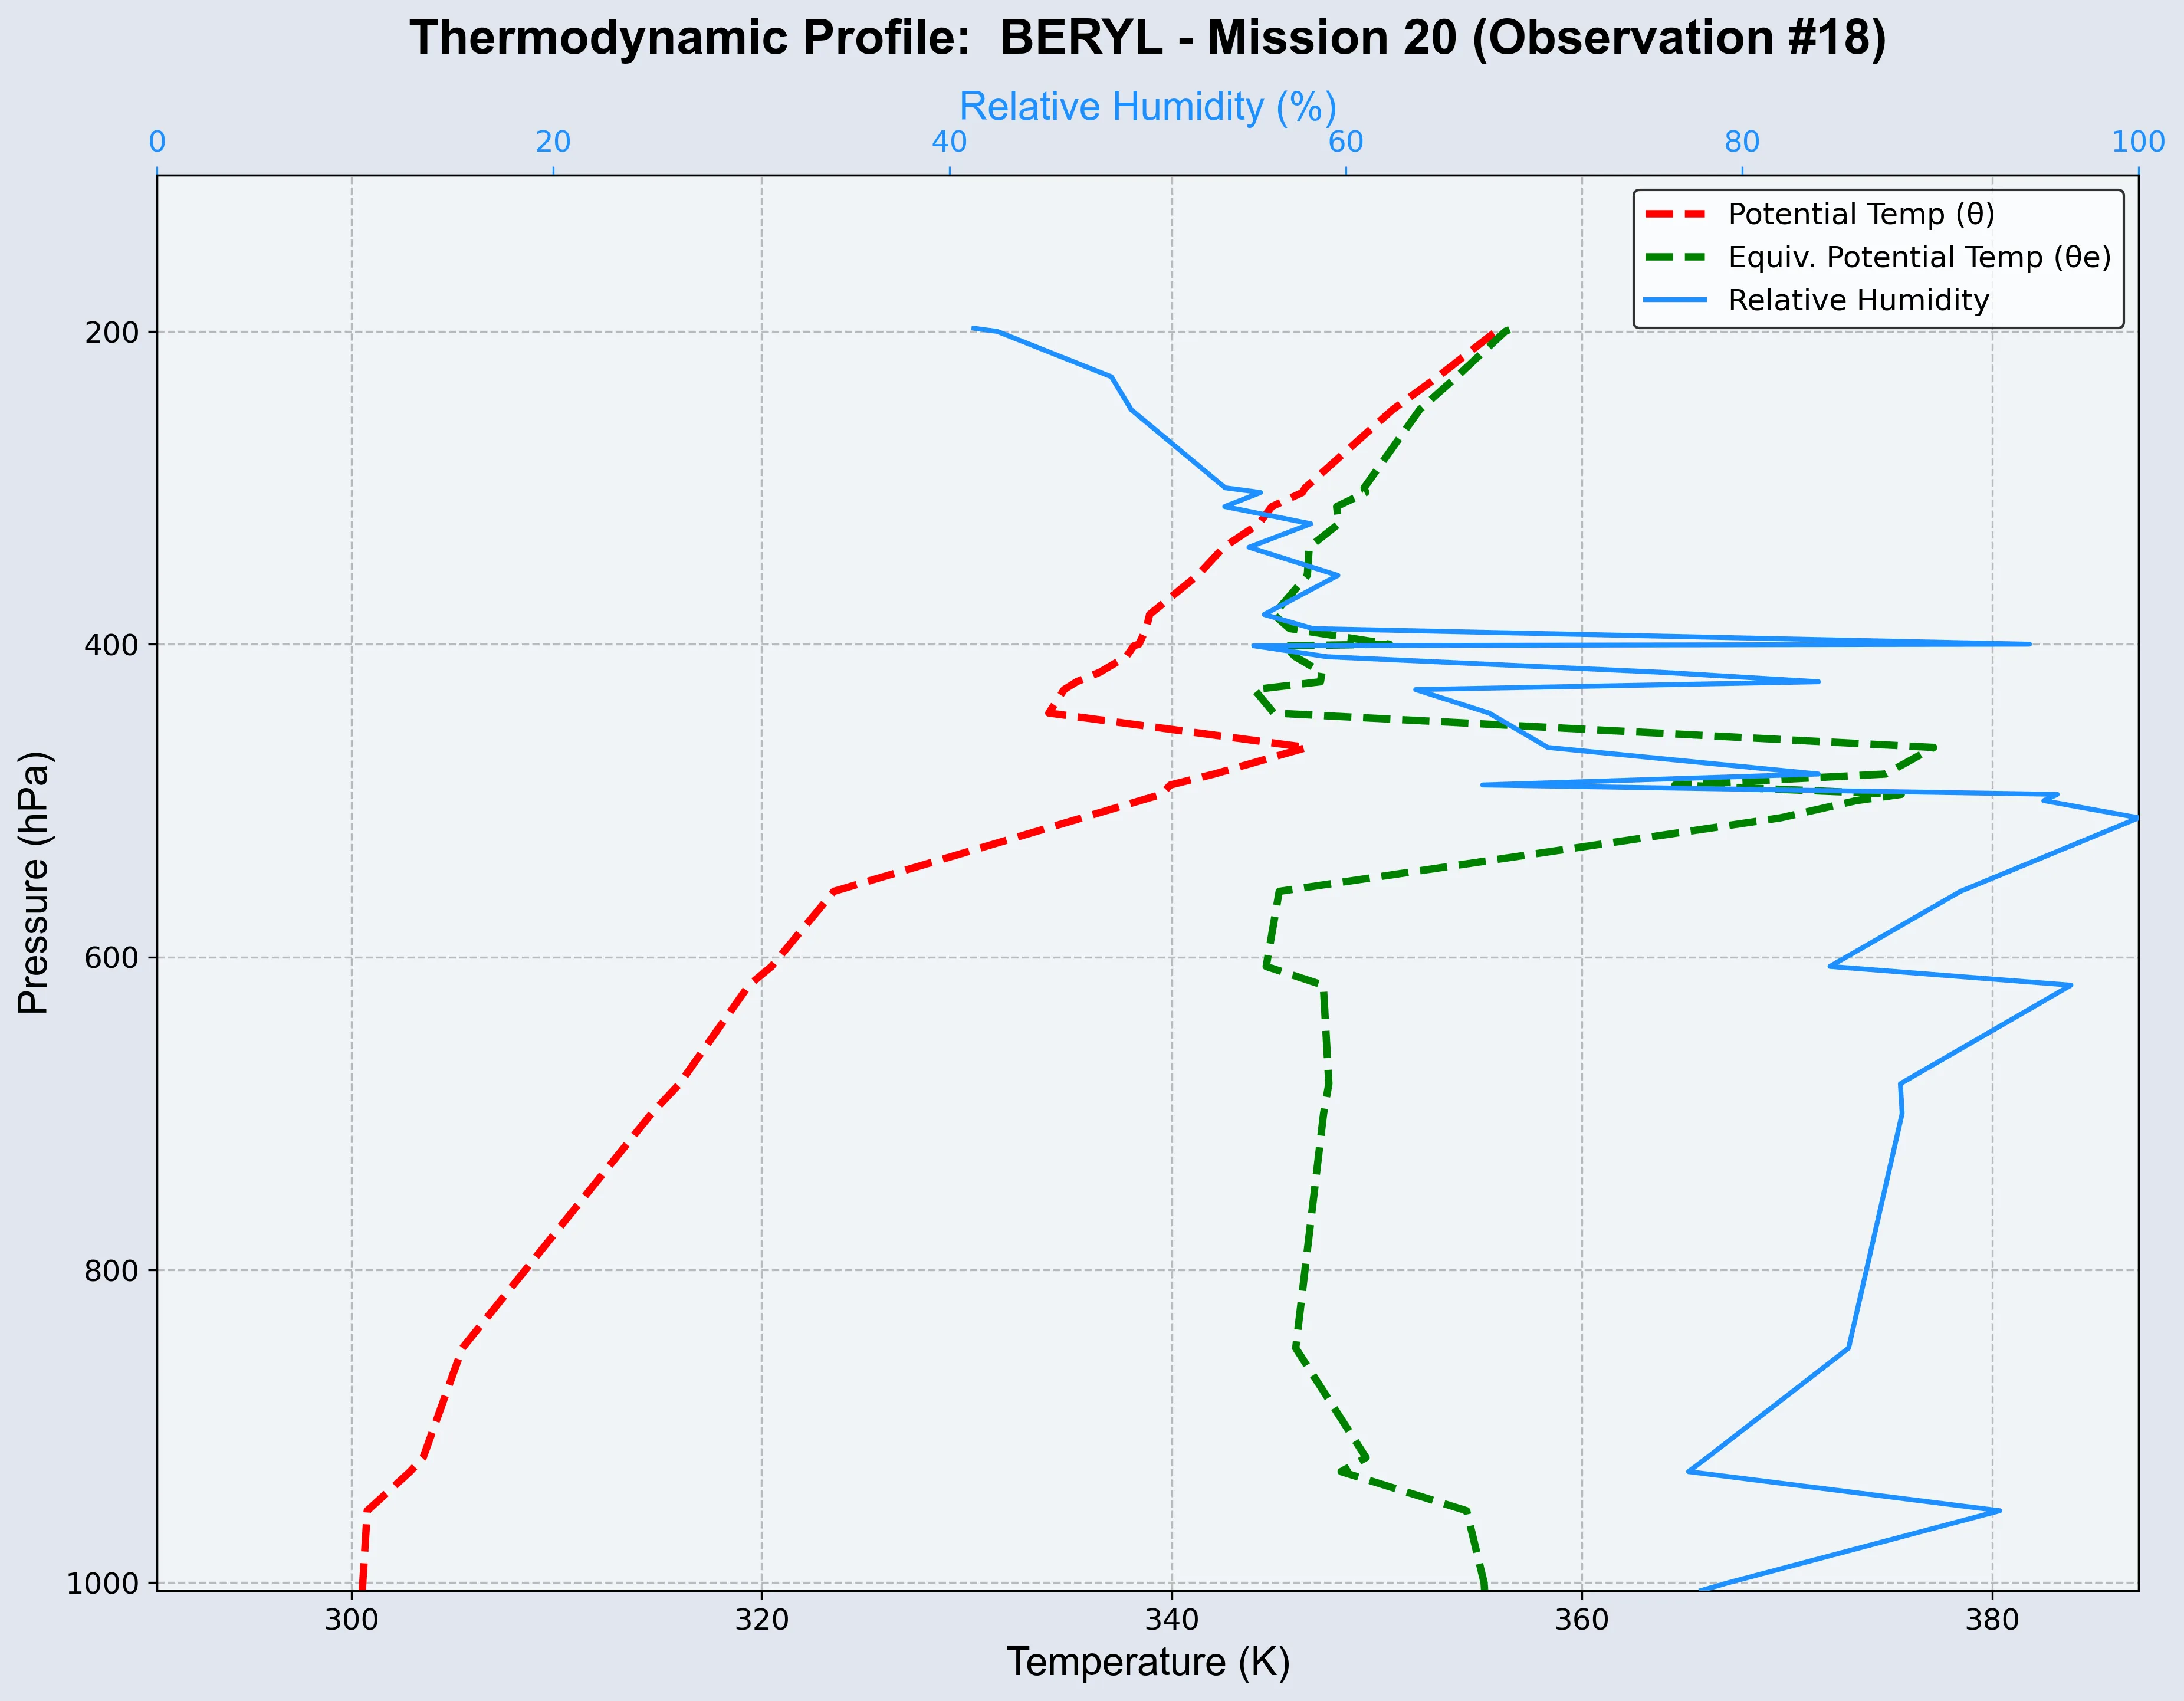 Thermodynamic Profile:  BERYL - Mission 20 (Observation #18)
Relative Humidity (%)
0 20 40 60 80 100
Potential Temp (θ)
Equiv. Potential Temp (θe)
Relative Humidity
200
400
600
800
1000
Pressure (hPa)
300 320 340 360 380
Temperature (K)